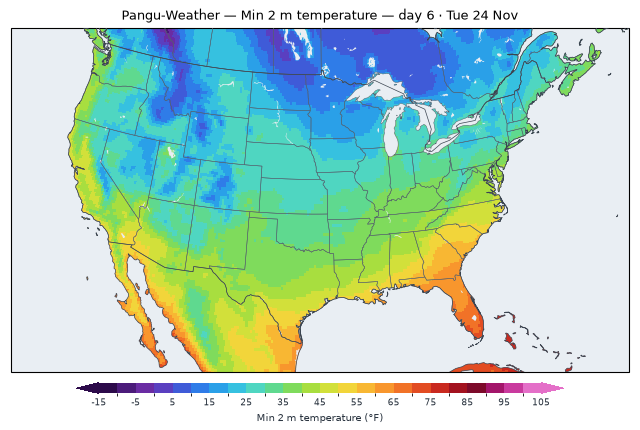 Pangu-Weather — Min 2 m temperature — day 6 · Tue 24 Nov
-15 -5 5 15 25 35 45 55 65 75 85 95 105
Min 2 m temperature (°F)